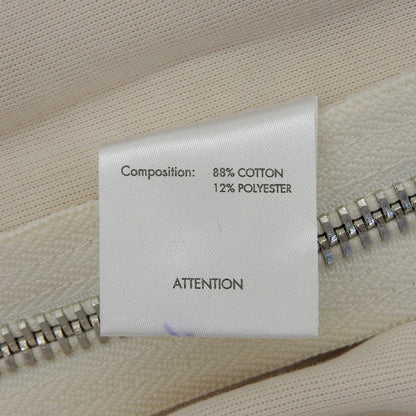 Composition: 88% COTTON
12% POLYESTER
ATTENTION